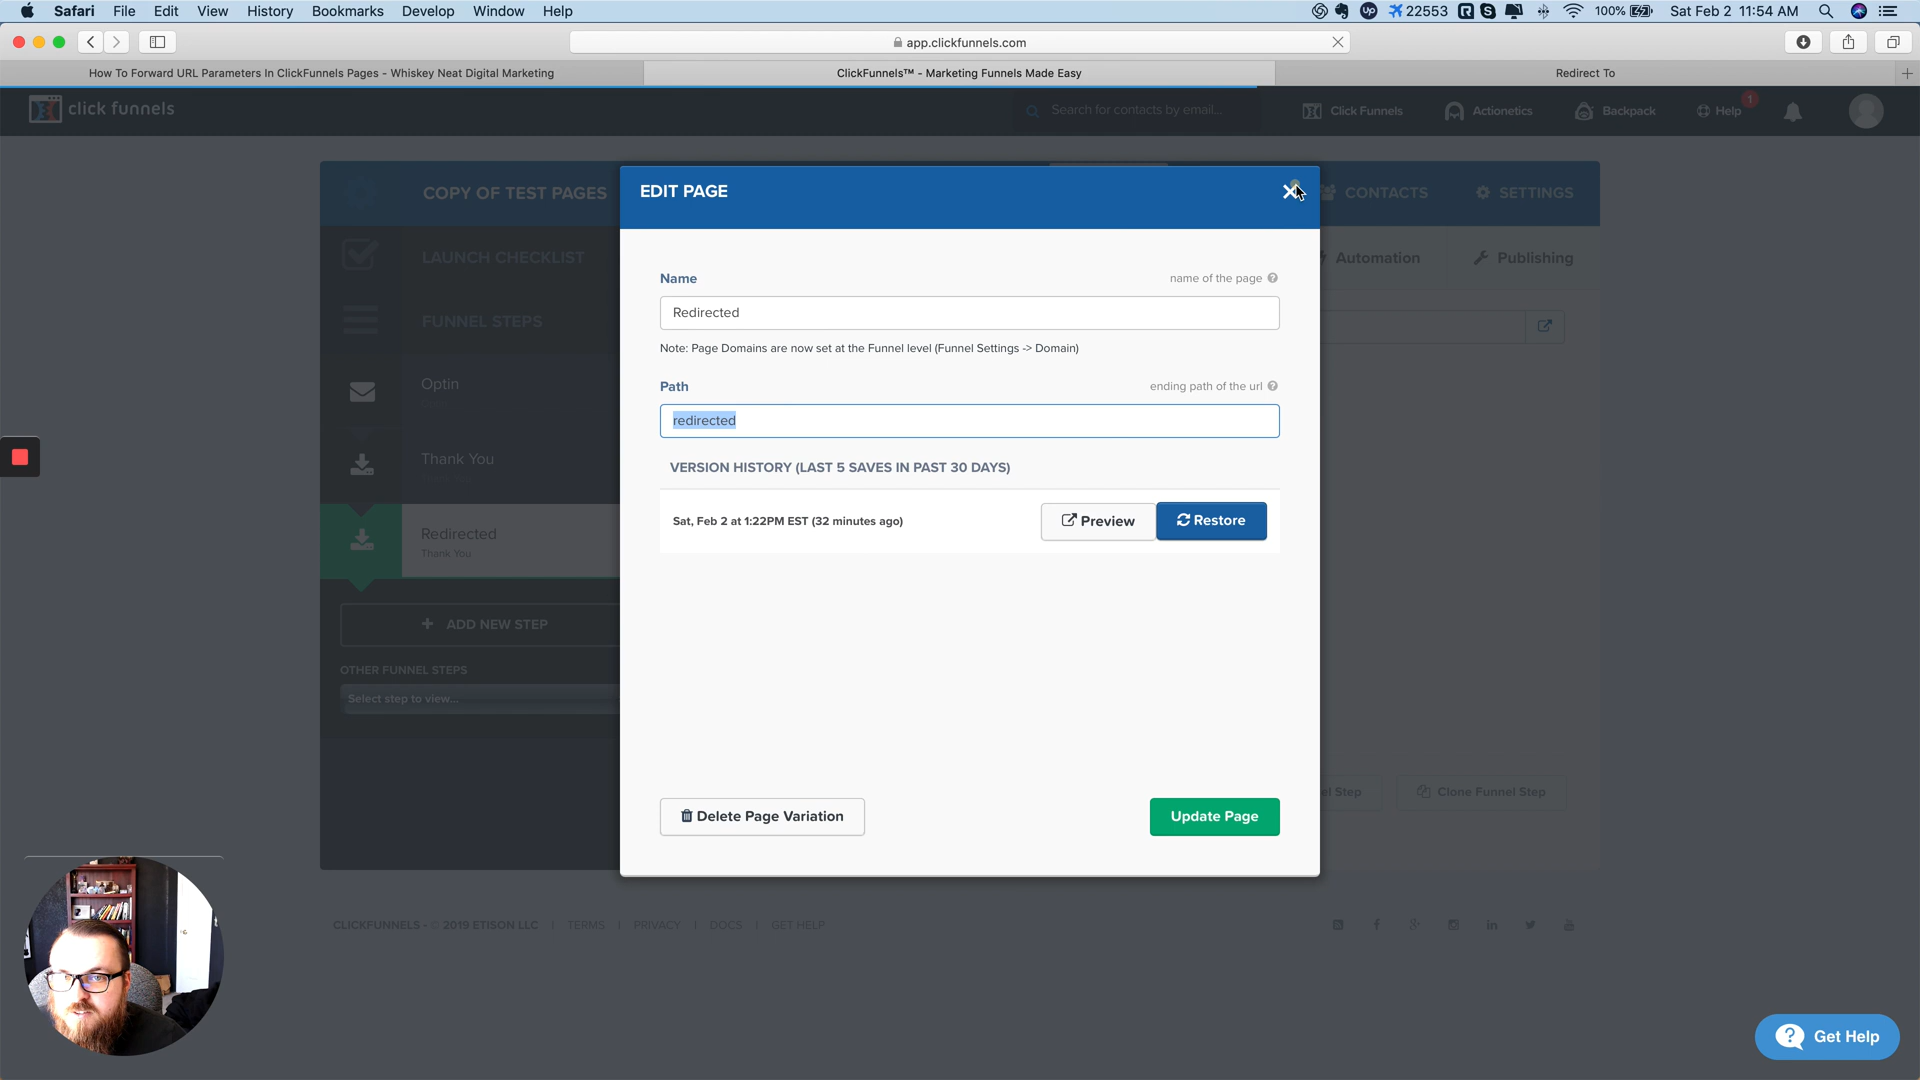 Safari File Edit View History Bookmarks Develop Window Help
22553 100% Sat Feb 2 11:54 AM
app.clickfunnels.com
How To Forward URL Parameters In ClickFunnels Pages - Whiskey Neat Digital Marketing
ClickFunnels™ - Marketing Funnels Made Easy
Redirect To
click funnels
Search for contacts by email...
Click Funnels
Actionetics
Backpack
Help
1
COPY OF TEST PAGES
CONTACTS
SETTINGS
LAUNCH CHECKLIST
Automation
Publishing
FUNNEL STEPS
Optin
Thank You
Redirected
Thank You
+ ADD NEW STEP
OTHER FUNNEL STEPS
Select step to view...
EDIT PAGE
Name
name of the page
Redirected
Note: Page Domains are now set at the Funnel level (Funnel Settings -> Domain)
Path
ending path of the url
redirected
VERSION HISTORY (LAST 5 SAVES IN PAST 30 DAYS)
Sat, Feb 2 at 1:22PM EST (32 minutes ago)
Preview
Restore
Delete Page Variation
Update Page
Step
Clone Funnel Step
CLICKFUNNELS - © 2019 ETISON LLC | TERMS | PRIVACY | DOCS | GET HELP
Get Help